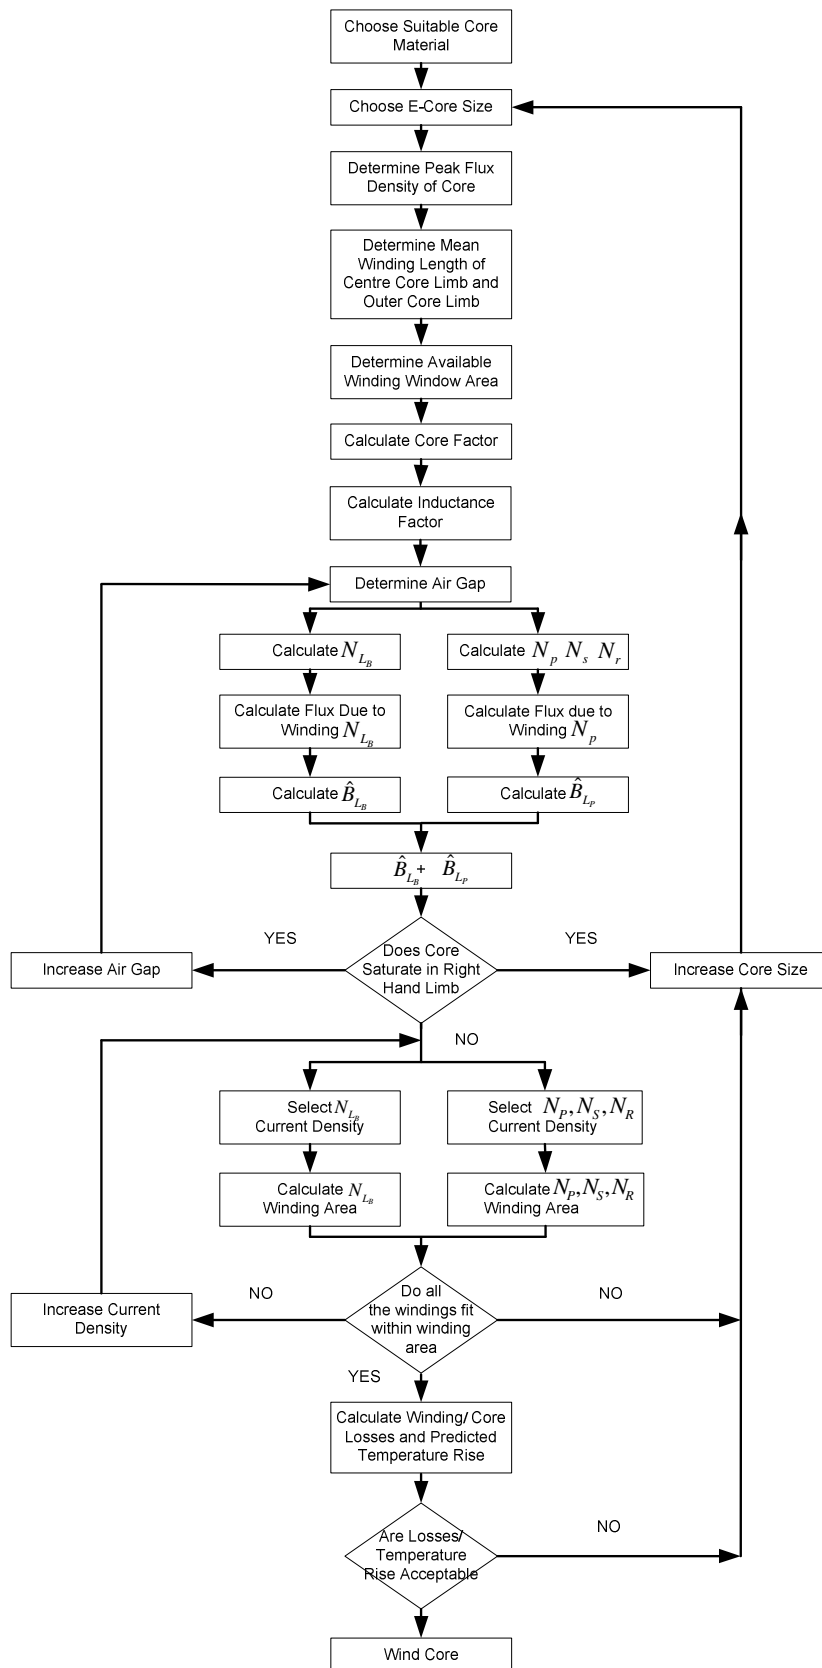 Choose Suitable Core
Material
Choose E-Core Size
Determine Peak Flux
Density of Core
Determine Mean
Winding Length of
Centre Core Limb and
Outer Core Limb
Determine Available
Winding Window Area
Calculate Core Factor
Calculate Inductance
Factor
Determine Air Gap
Calculate $N_{L_B}$
Calculate $N_p$ $N_s$ $N_r$
Calculate Flux Due to
Winding $N_{L_B}$
Calculate Flux due to
Winding $N_p$
Calculate $\hat{B}_{L_B}$
Calculate $\hat{B}_{L_P}$
$\hat{B}_{L_B}$ + $\hat{B}_{L_P}$
YES
Does Core
Saturate in Right
Hand Limb
YES
Increase Air Gap
Increase Core Size
NO
Select $N_{L_B}$
Current Density
Select $N_P, N_S, N_R$
Current Density
Calculate $N_{L_B}$
Winding Area
Calculate $N_P, N_S, N_R$
Winding Area
NO
Do all
the windings fit
within winding
area
NO
Increase Current
Density
YES
Calculate Winding/ Core
Losses and Predicted
Temperature Rise
Are Losses/
Temperature
Rise Acceptable
NO
Wind Core